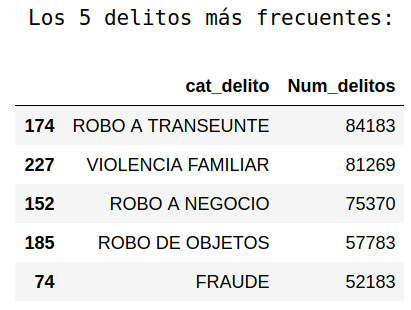 Los 5 delitos más frecuentes:
cat_delito Num_delitos
174 ROBO A TRANSEUNTE 84183
227 VIOLENCIA FAMILIAR 81269
152 ROBO A NEGOCIO 75370
185 ROBO DE OBJETOS 57783
74 FRAUDE 52183